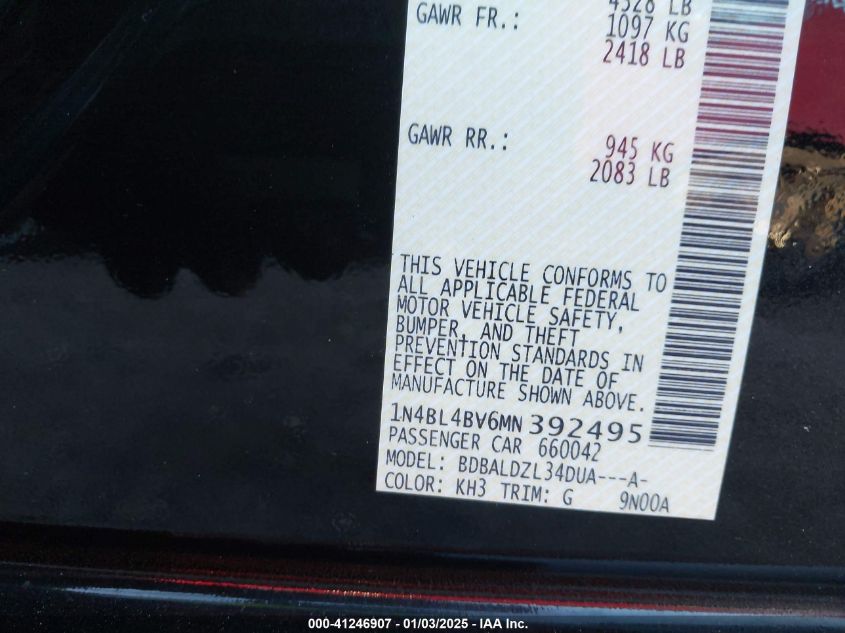 4328 LB
GAWR FR.: 1097 KG
2418 LB
GAWR RR.: 945 KG
2083 LB
THIS VEHICLE CONFORMS TO
ALL APPLICABLE FEDERAL
MOTOR VEHICLE SAFETY,
BUMPER, AND THEFT
PREVENTION STANDARDS IN
EFFECT ON THE DATE OF
MANUFACTURE SHOWN ABOVE.
1N4BL4BV6MN392495
PASSENGER CAR 660042
MODEL: BDBALDZL34DUA---A-
COLOR: KH3 TRIM: G 9N00A
000-41246907 - 01/03/2025 - IAA Inc.